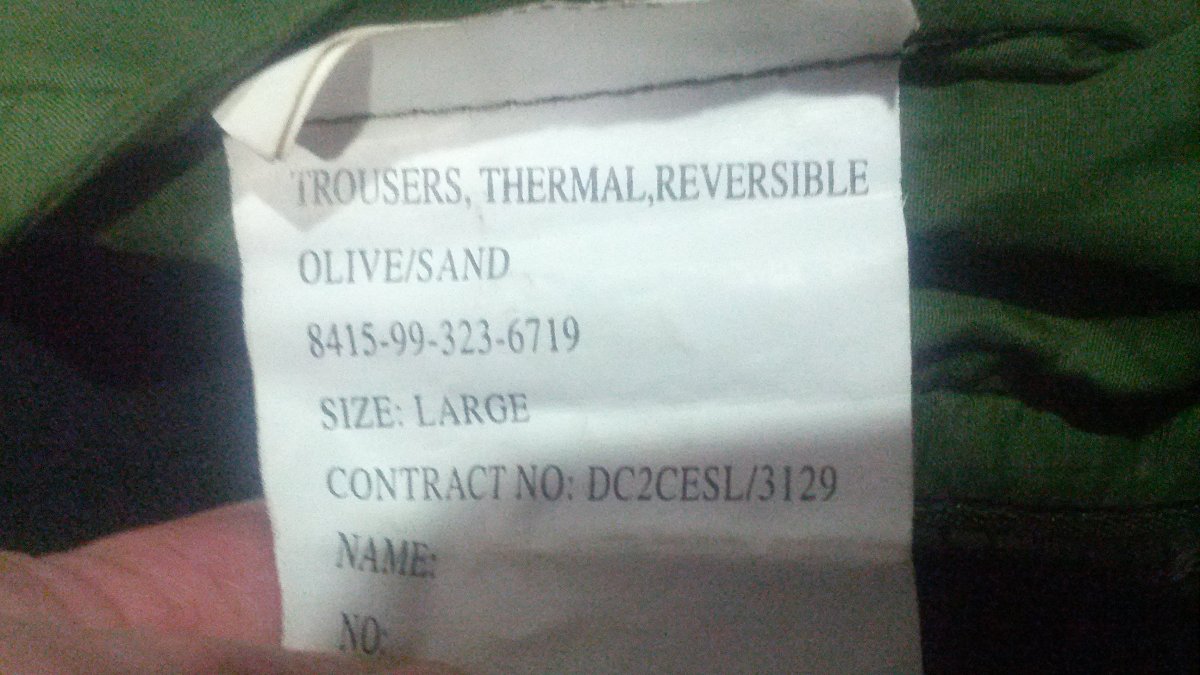 TROUSERS, THERMAL,REVERSIBLE
OLIVE/SAND
8415-99-323-6719
SIZE: LARGE
CONTRACT NO: DC2CESL/3129
NAME:
NO: